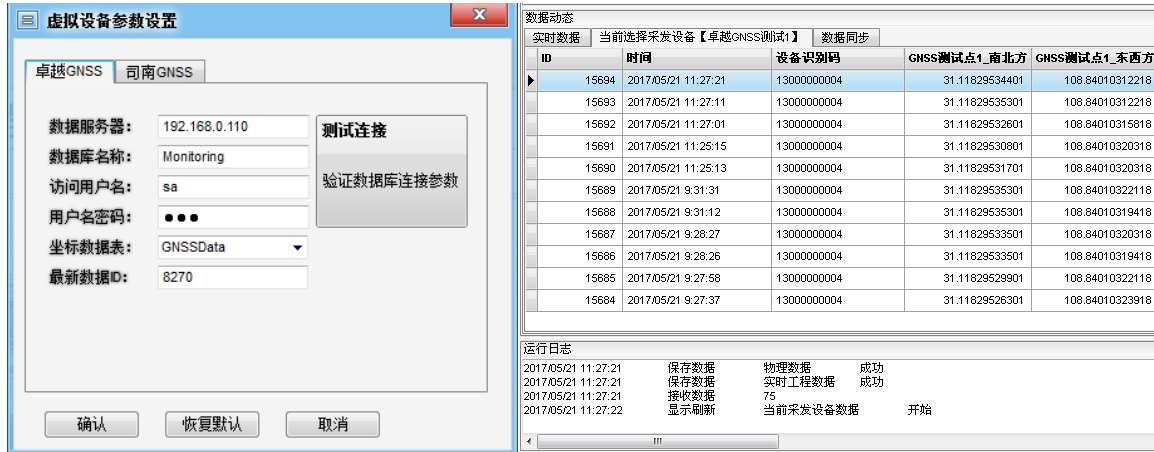 虚拟设备参数设置
X
卓越GNSS 司南GNSS
数据服务器: 192.168.0.110
数据库名称: Monitoring
访问用户名: sa
用户名密码: ●●●
坐标数据表: GNSSData
最新数据ID: 8270
测试连接
验证数据库连接参数
确认 恢复默认 取消
数据动态
实时数据 当前选择采发设备【卓越GNSS测试1】 数据同步
ID 时间 设备识别码 GNSS测试点1_南北方 GNSS测试点1_东西方
15694 2017/05/21 11:27:21 13000000004 31.11829534401 108.84010312218
15693 2017/05/21 11:27:11 13000000004 31.11829535301 108.84010312218
15692 2017/05/21 11:27:01 13000000004 31.11829532601 108.84010315818
15691 2017/05/21 11:25:15 13000000004 31.11829530801 108.84010320318
15690 2017/05/21 11:25:13 13000000004 31.11829531701 108.84010320318
15689 2017/05/21 9:31:31 13000000004 31.11829535301 108.84010322118
15688 2017/05/21 9:31:12 13000000004 31.11829535301 108.84010319418
15687 2017/05/21 9:28:27 13000000004 31.11829533501 108.84010320318
15686 2017/05/21 9:28:26 13000000004 31.11829533501 108.84010319418
15685 2017/05/21 9:27:58 13000000004 31.11829529901 108.84010322118
15684 2017/05/21 9:27:37 13000000004 31.11829526301 108.84010323918
运行日志
2017/05/21 11:27:21 保存数据 物理数据 成功
2017/05/21 11:27:21 保存数据 实时工程数据 成功
2017/05/21 11:27:21 接收数据 75
2017/05/21 11:27:22 显示刷新 当前采发设备数据 开始